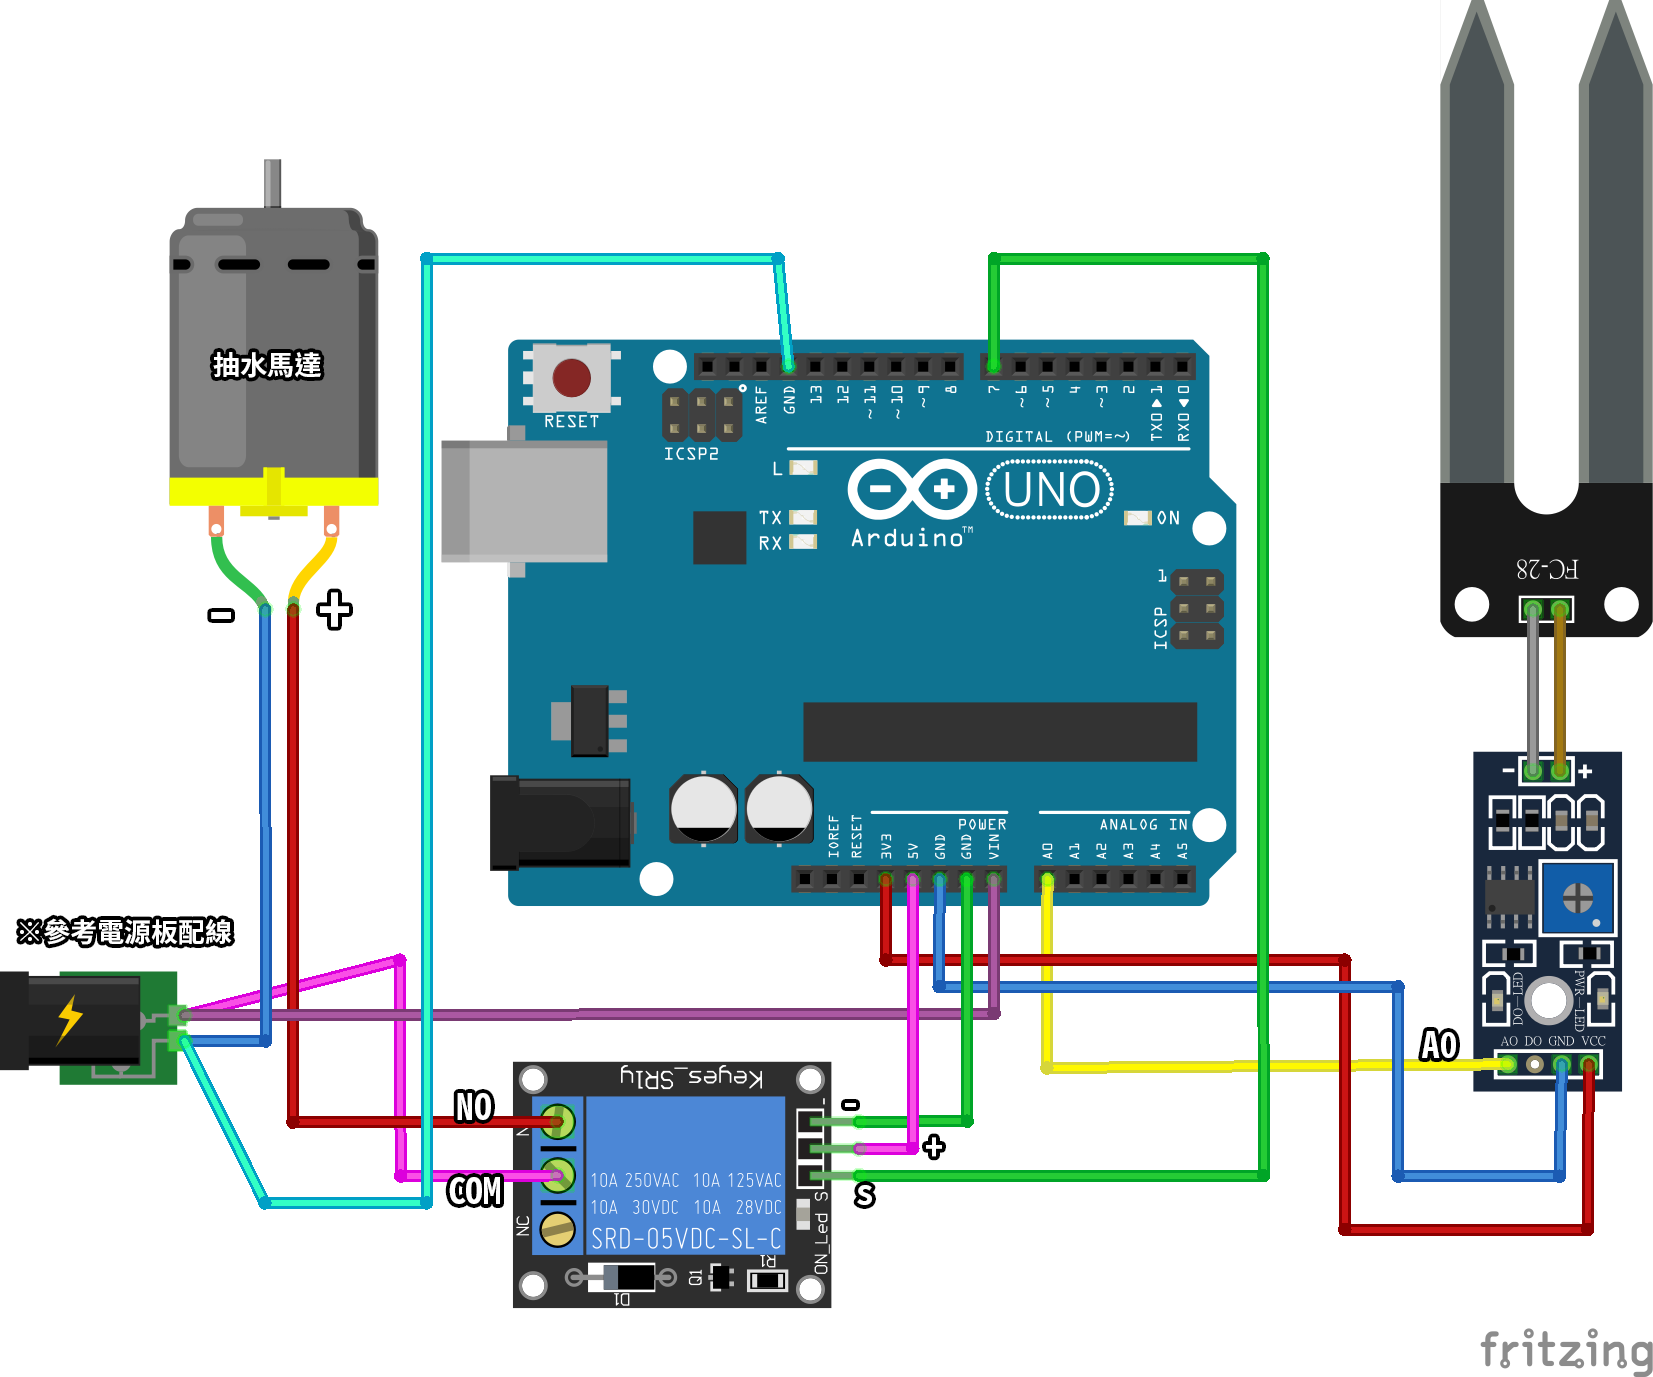 抽水馬達
-
+
RESET
ICSP2
AREF
GND
13
12
~11
~10
~9
8
7
~6
~5
4
~3
2
TX0▶1
RX0◀0
DIGITAL (PWM=~)
L
TX
RX
UNO
Arduino™
ON
1
ICSP
IOREF
RESET
3V3
5V
GND
GND
VIN
POWER
ANALOG IN
A0
A1
A2
A3
A4
A5
FC-28
-
+
DO-LED
PWR-LED
AO DO GND VCC
AO
※參考電源板配線
NO
COM
NC
Keyes_SRly
-
+
S
10A 250VAC 10A 125VAC
10A 30VDC 10A 28VDC
SRD-05VDC-SL-C
-
S
ON_Led
D1
Q1
R1
fritzing